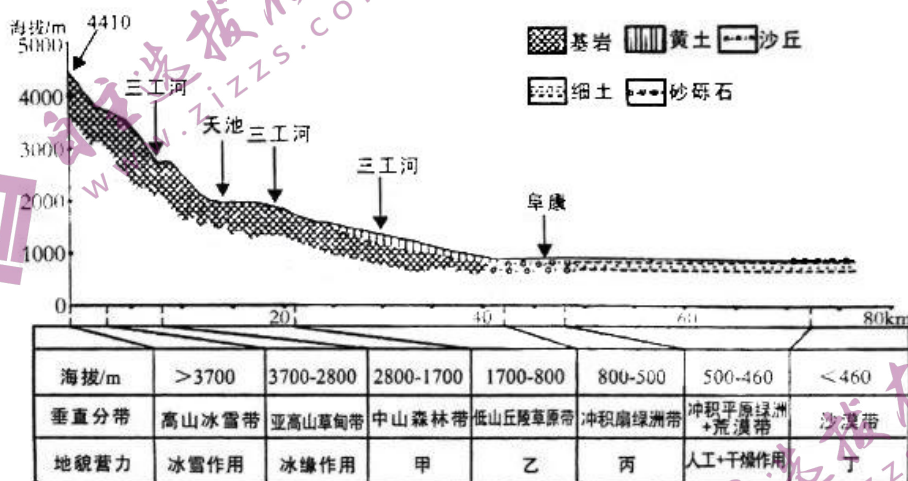 海拔/m
4410
5000
4000
3000
2000
1000
0
三工河
天池
三工河
三工河
阜康
基岩
黄土
沙丘
细土
砂砾石
20
40
60
80km
海拔/m >3700 3700-2800 2800-1700 1700-800 800-500 500-460 <460
垂直分带 高山冰雪带 亚高山草甸带 中山森林带 低山丘陵草原带 冲积扇绿洲带 冲积平原绿洲+荒漠带 沙漠带
地貌营力 冰雪作用 冰缘作用 甲 乙 丙 人工+干燥作用 丁
www.zizzs.com